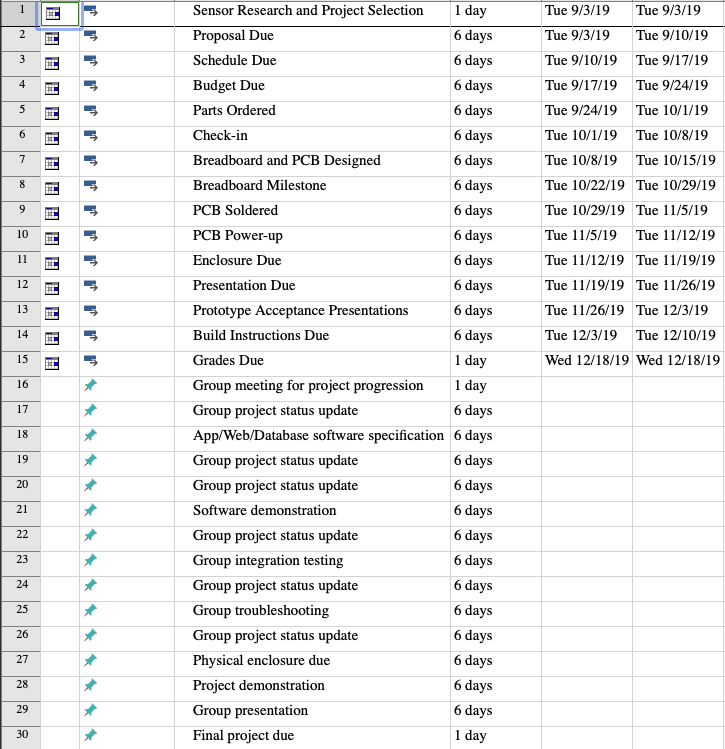 1 Sensor Research and Project Selection 1 day Tue 9/3/19 Tue 9/3/19
2 Proposal Due 6 days Tue 9/3/19 Tue 9/10/19
3 Schedule Due 6 days Tue 9/10/19 Tue 9/17/19
4 Budget Due 6 days Tue 9/17/19 Tue 9/24/19
5 Parts Ordered 6 days Tue 9/24/19 Tue 10/1/19
6 Check-in 6 days Tue 10/1/19 Tue 10/8/19
7 Breadboard and PCB Designed 6 days Tue 10/8/19 Tue 10/15/19
8 Breadboard Milestone 6 days Tue 10/22/19 Tue 10/29/19
9 PCB Soldered 6 days Tue 10/29/19 Tue 11/5/19
10 PCB Power-up 6 days Tue 11/5/19 Tue 11/12/19
11 Enclosure Due 6 days Tue 11/12/19 Tue 11/19/19
12 Presentation Due 6 days Tue 11/19/19 Tue 11/26/19
13 Prototype Acceptance Presentations 6 days Tue 11/26/19 Tue 12/3/19
14 Build Instructions Due 6 days Tue 12/3/19 Tue 12/10/19
15 Grades Due 1 day Wed 12/18/19 Wed 12/18/19
16 Group meeting for project progression 1 day
17 Group project status update 6 days
18 App/Web/Database software specification 6 days
19 Group project status update 6 days
20 Group project status update 6 days
21 Software demonstration 6 days
22 Group project status update 6 days
23 Group integration testing 6 days
24 Group project status update 6 days
25 Group troubleshooting 6 days
26 Group project status update 6 days
27 Physical enclosure due 6 days
28 Project demonstration 6 days
29 Group presentation 6 days
30 Final project due 1 day